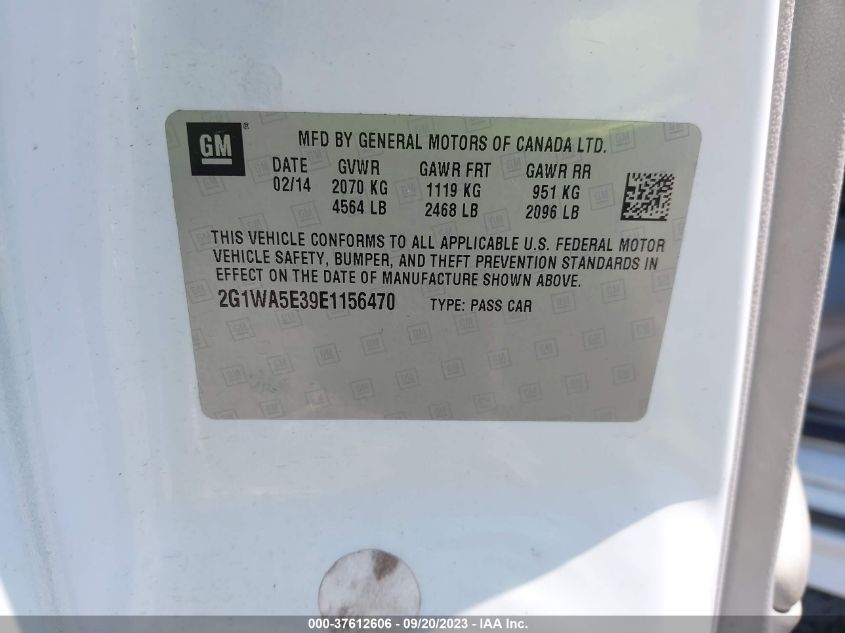 GM ®
MFD BY GENERAL MOTORS OF CANADA LTD.
DATE GVWR GAWR FRT GAWR RR
02/14 2070 KG 1119 KG 951 KG
4564 LB 2468 LB 2096 LB
THIS VEHICLE CONFORMS TO ALL APPLICABLE U.S. FEDERAL MOTOR
VEHICLE SAFETY, BUMPER, AND THEFT PREVENTION STANDARDS IN
EFFECT ON THE DATE OF MANUFACTURE SHOWN ABOVE.
2G1WA5E39E1156470 TYPE: PASS CAR
000-37612606 - 09/20/2023 - IAA Inc.